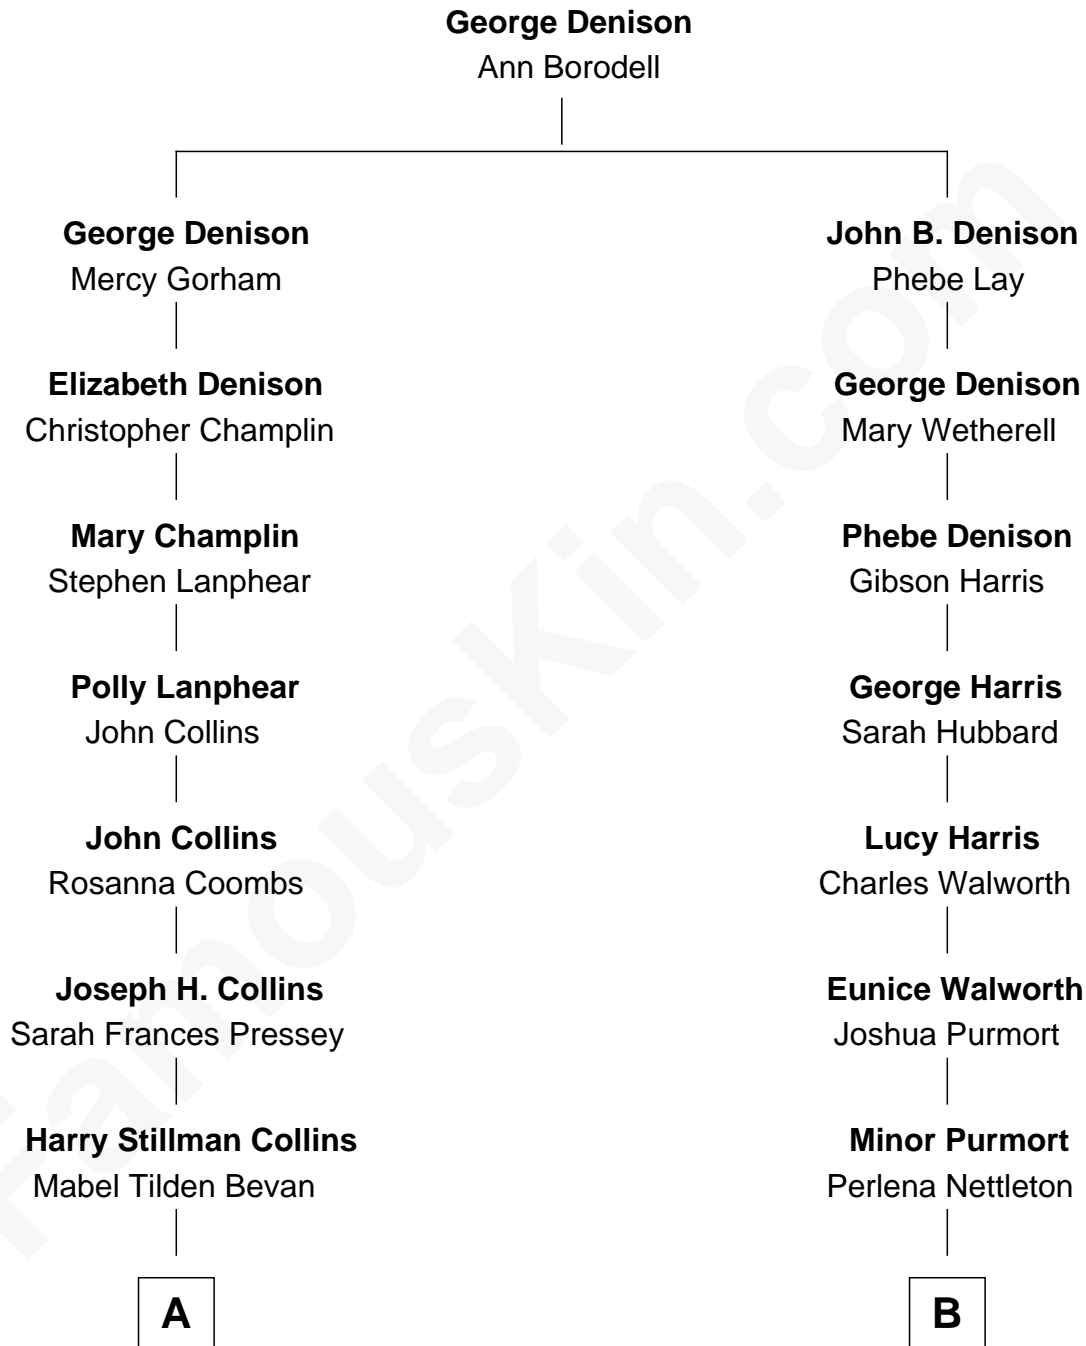 George Denison
Ann Borodell
George Denison
Mercy Gorham
John B. Denison
Phebe Lay
Elizabeth Denison
Christopher Champlin
George Denison
Mary Wetherell
Mary Champlin
Stephen Lanphear
Phebe Denison
Gibson Harris
Polly Lanphear
John Collins
George Harris
Sarah Hubbard
John Collins
Rosanna Coombs
Lucy Harris
Charles Walworth
Joseph H. Collins
Sarah Frances Pressey
Eunice Walworth
Joshua Purmort
Harry Stillman Collins
Mabel Tilden Bevan
Minor Purmort
Perlena Nettleton
A
B
FamousKin.com